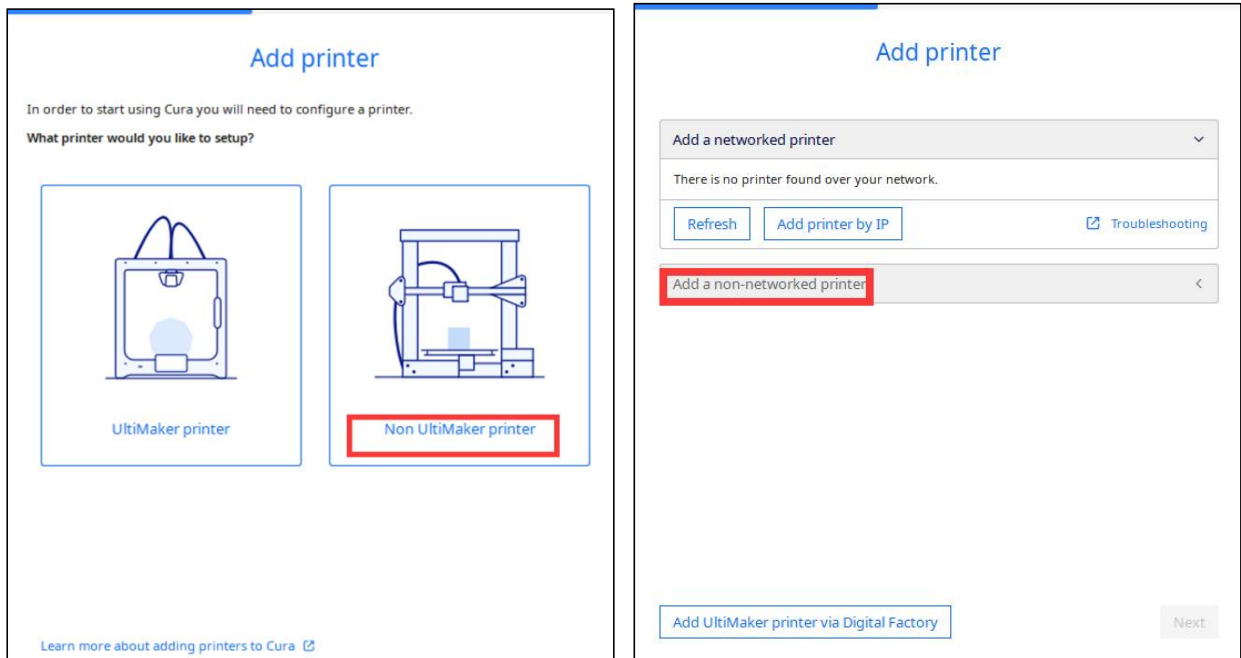 Add printer
In order to start using Cura you will need to configure a printer.
What printer would you like to setup?
UltiMaker printer
Non UltiMaker printer
Learn more about adding printers to Cura
Add printer
Add a networked printer
There is no printer found over your network.
Refresh
Add printer by IP
Troubleshooting
Add a non-networked printer
Add UltiMaker printer via Digital Factory
Next